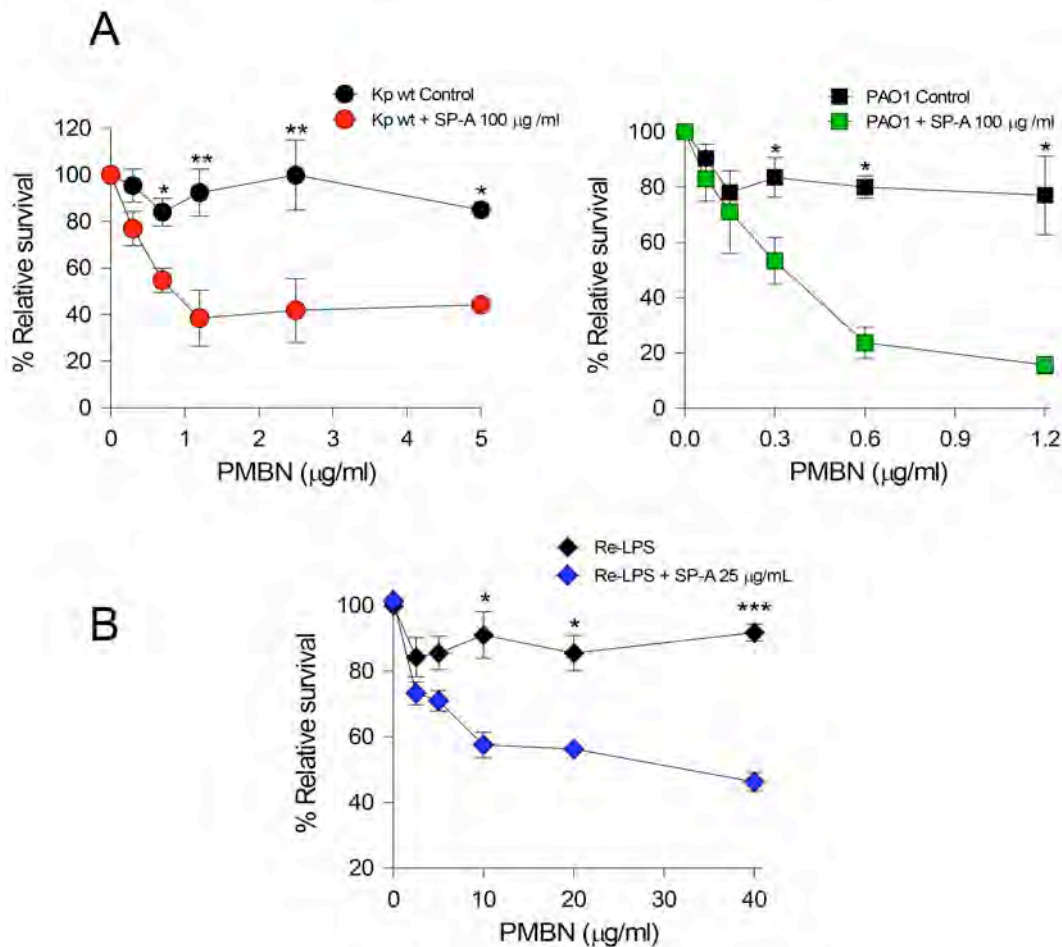 A
Kp wt Control
Kp wt + SP-A 100 μg /ml
% Relative survival
120
100
80
60
40
20
0
* ** ** *
0 1 2 3 4 5
PMBN (μg/ml)
PAO1 Control
PAO1 + SP-A 100 μg /ml
% Relative survival
100
80
60
40
20
0
* * *
0.0 0.3 0.6 0.9 1.2
PMBN (μg/ml)
B
Re-LPS
Re-LPS + SP-A 25 μg/mL
% Relative survival
100
80
60
40
20
* * ***
0 10 20 30 40
PMBN (μg/ml)